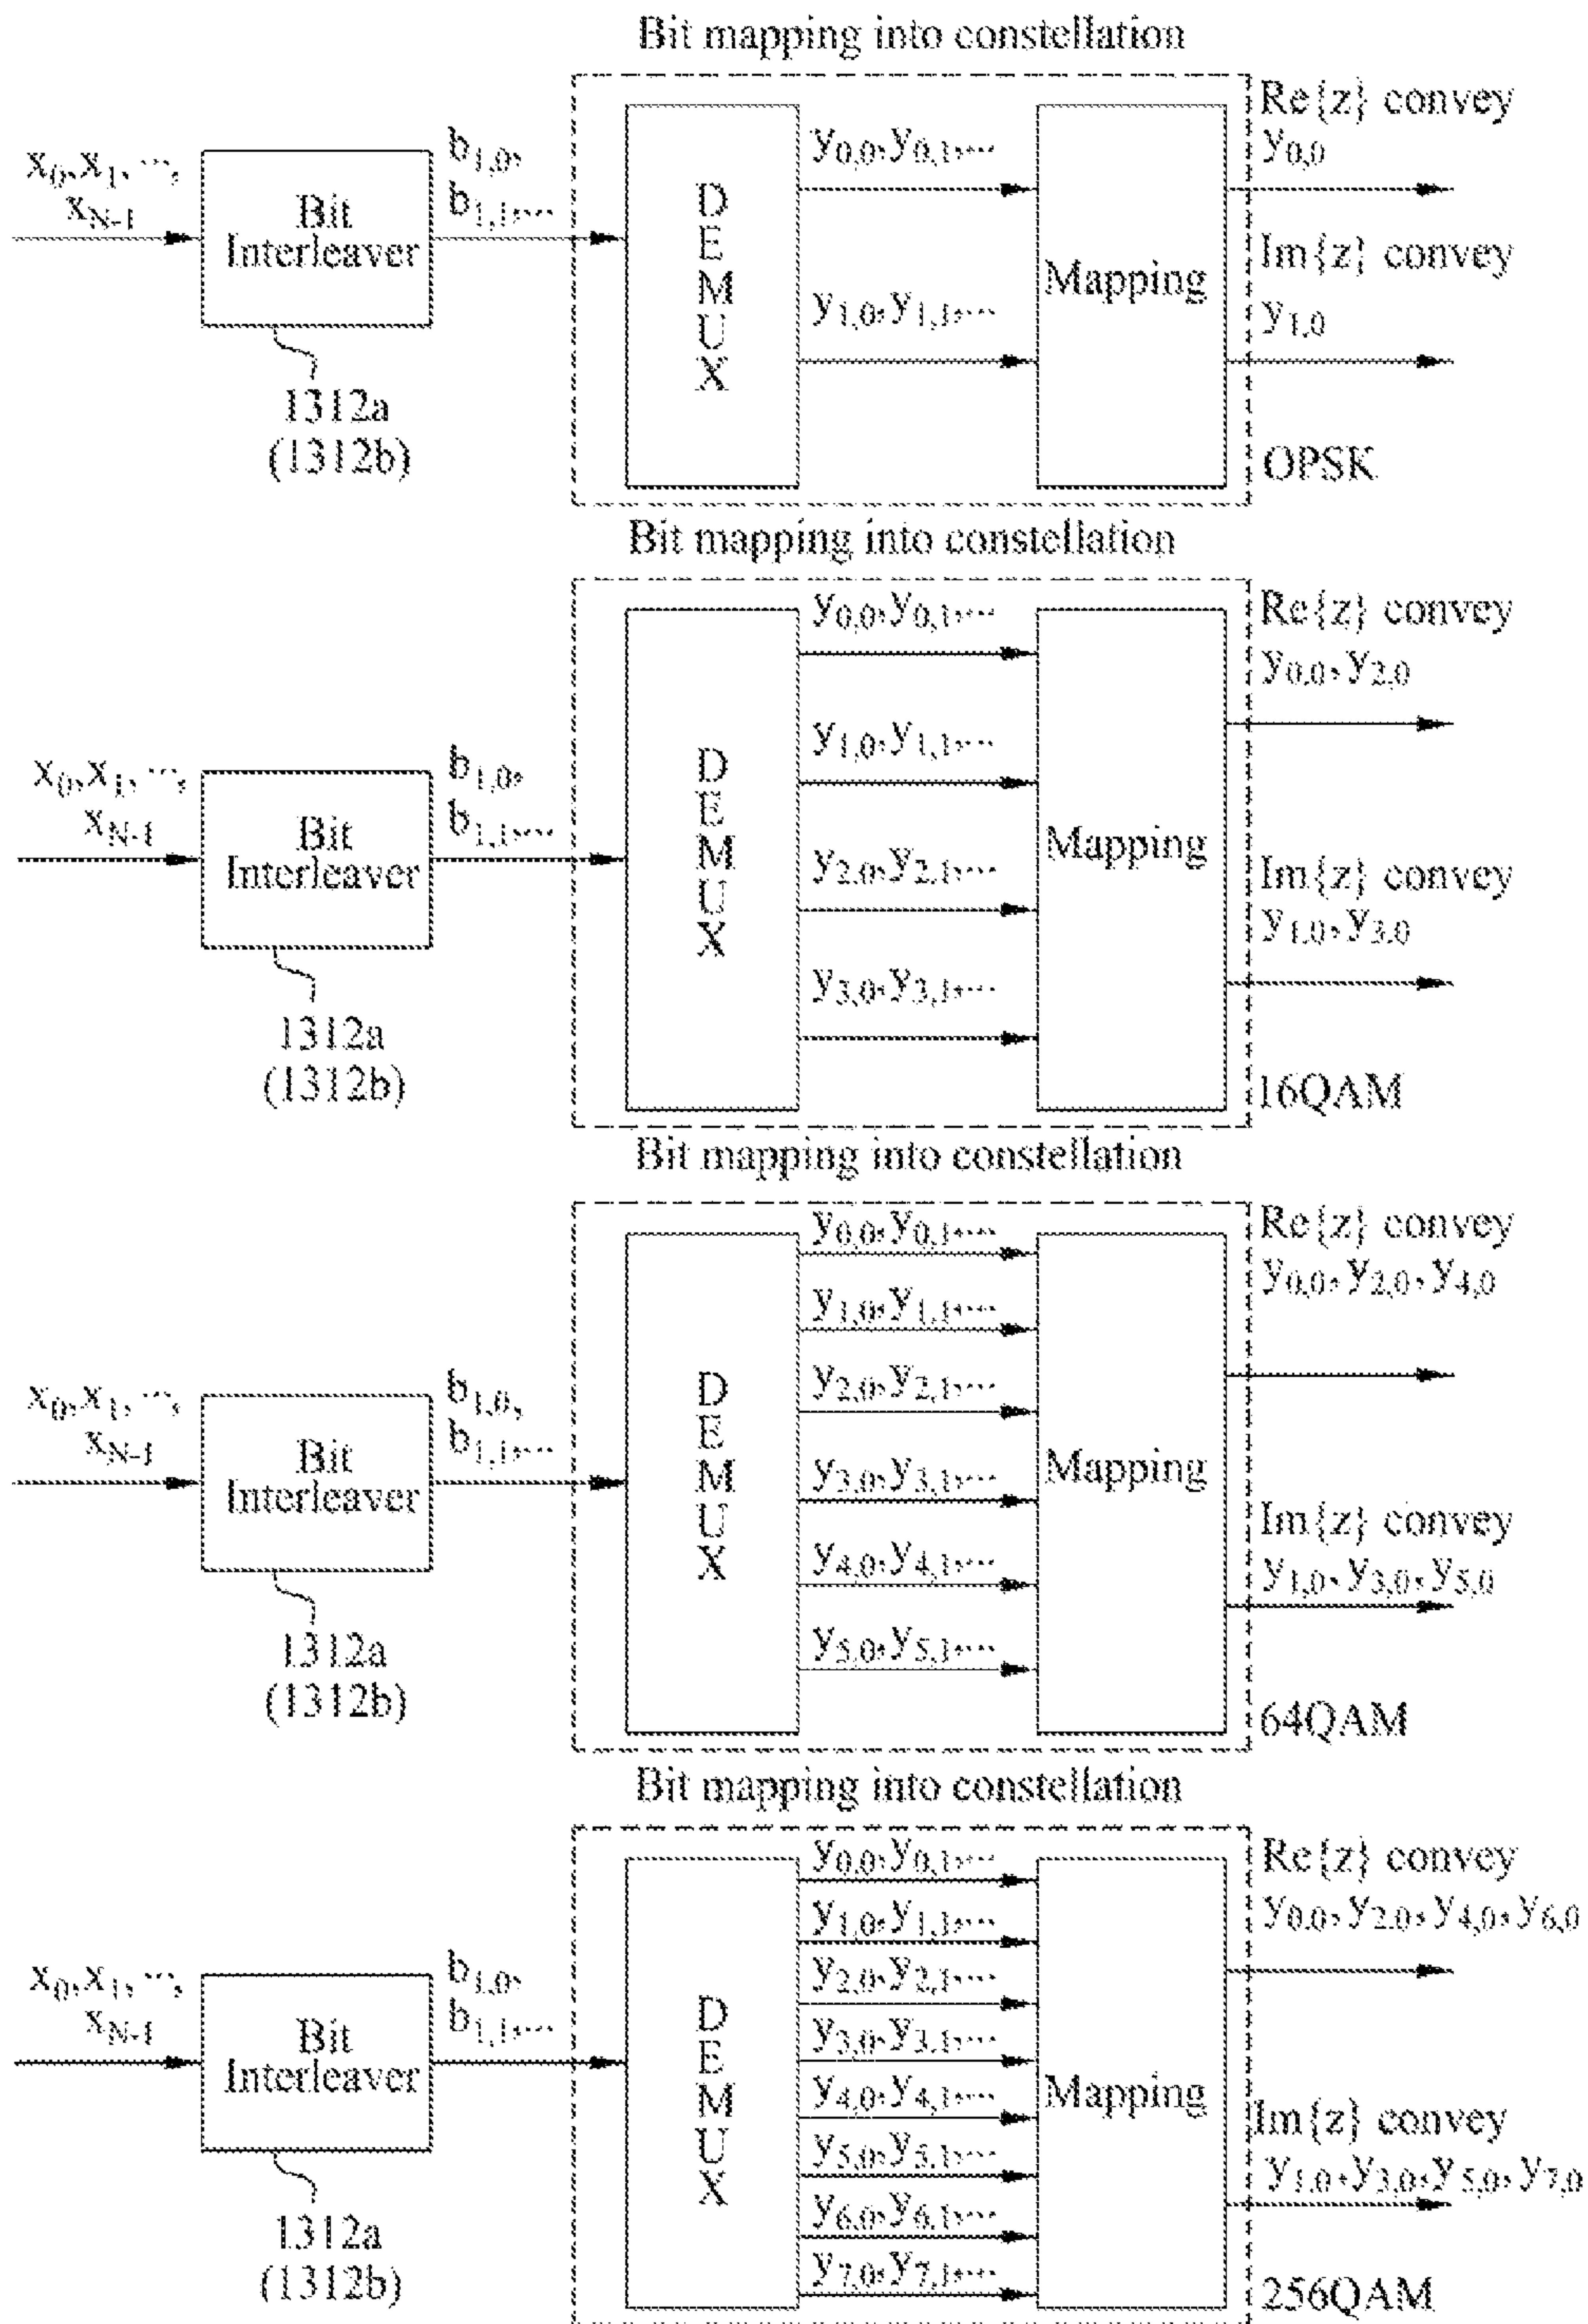 Bit mapping into constellation
x0,x1,...,
xN-1
Bit
Interleaver
1312a
(1312b)
b1,0,
b1,1,...
DEMUX
y0,0,y0,1,...
y1,0,y1,1,...
Mapping
Re{z} convey
y0,0
Im{z} convey
y1,0
OPSK
Bit mapping into constellation
x0,x1,...,
xN-1
Bit
Interleaver
1312a
(1312b)
b1,0,
b1,1,...
DEMUX
y0,0,y0,1,...
y1,0,y1,1,...
y2,0,y2,1,...
y3,0,y3,1,...
Mapping
Re{z} convey
y0,0,y2,0
Im{z} convey
y1,0,y3,0
16QAM
Bit mapping into constellation
x0,x1,...,
xN-1
Bit
Interleaver
1312a
(1312b)
b1,0,
b1,1,...
DEMUX
y0,0,y0,1,...
y1,0,y1,1,...
y2,0,y2,1,...
y3,0,y3,1,...
y4,0,y4,1,...
y5,0,y5,1,...
Mapping
Re{z} convey
y0,0,y2,0,y4,0
Im{z} convey
y1,0,y3,0,y5,0
64QAM
Bit mapping into constellation
x0,x1,...,
xN-1
Bit
Interleaver
1312a
(1312b)
b1,0,
b1,1,...
DEMUX
y0,0,y0,1,...
y1,0,y1,1,...
y2,0,y2,1,...
y3,0,y3,1,...
y4,0,y4,1,...
y5,0,y5,1,...
y6,0,y6,1,...
y7,0,y7,1,...
Mapping
Re{z} convey
y0,0,y2,0,y4,0,y6,0
Im{z} convey
y1,0,y3,0,y5,0,y7,0
256QAM